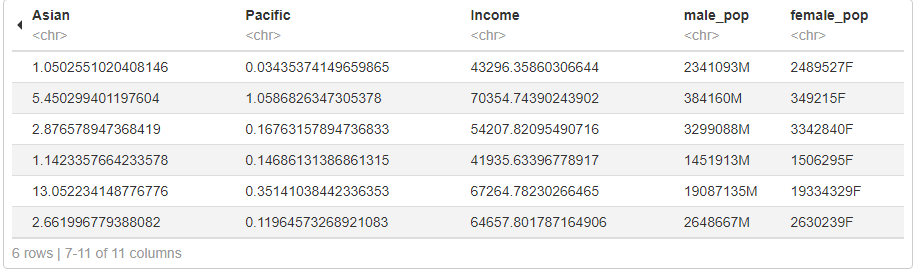 Asian Pacific Income male_pop female_pop
<chr> <chr> <chr> <chr> <chr>
1.0502551020408146 0.03435374149659865 43296.35860306644 2341093M 2489527F
5.450299401197604 1.0586826347305378 70354.74390243902 384160M 349215F
2.876578947368419 0.16763157894736833 54207.82095490716 3299088M 3342840F
1.1423357664233578 0.14686131386861315 41935.63396778917 1451913M 1506295F
13.052234148776776 0.35141038442336353 67264.78230266465 19087135M 19334329F
2.661996779388082 0.11964573268921083 64657.801787164906 2648667M 2630239F
6 rows | 7-11 of 11 columns